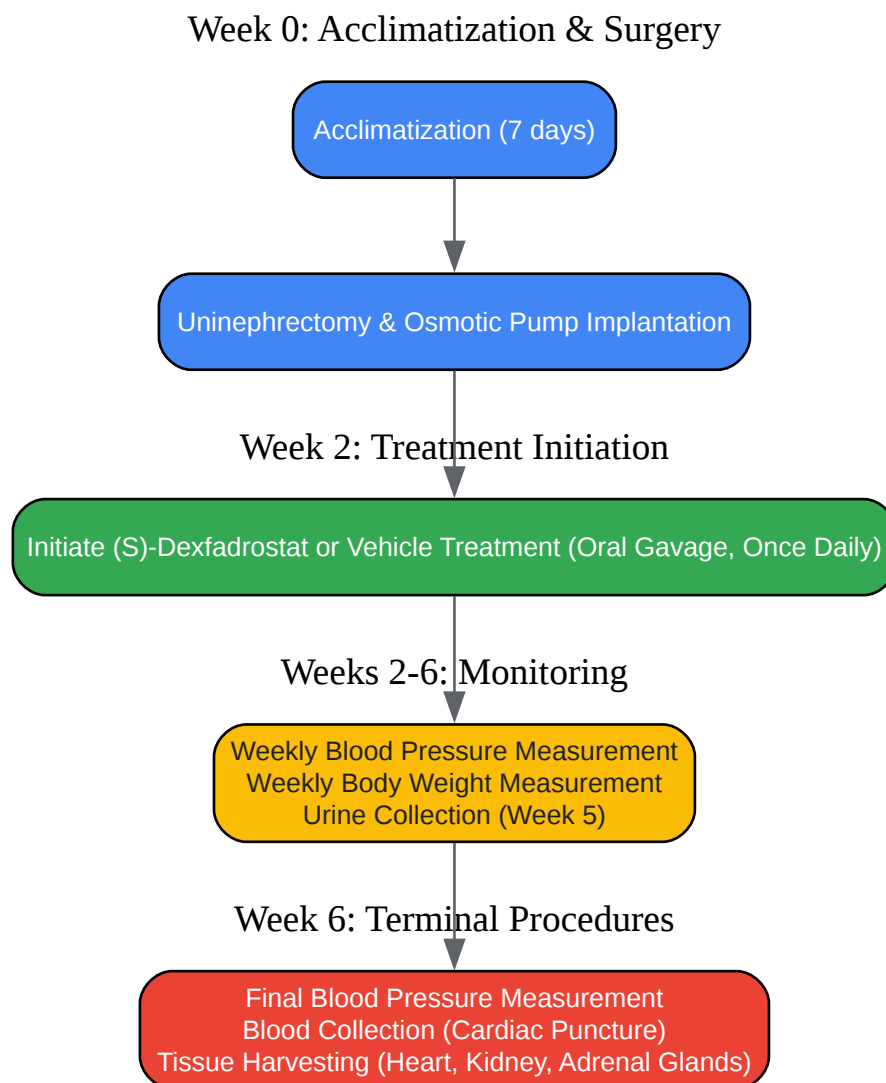 Week 0: Acclimatization & Surgery
Acclimatization (7 days)
Uninephrectomy & Osmotic Pump Implantation
Week 2: Treatment Initiation
Initiate (S)-Dexfadrostat or Vehicle Treatment (Oral Gavage, Once Daily)
Weeks 2-6: Monitoring
Weekly Blood Pressure Measurement
Weekly Body Weight Measurement
Urine Collection (Week 5)
Week 6: Terminal Procedures
Final Blood Pressure Measurement
Blood Collection (Cardiac Puncture)
Tissue Harvesting (Heart, Kidney, Adrenal Glands)